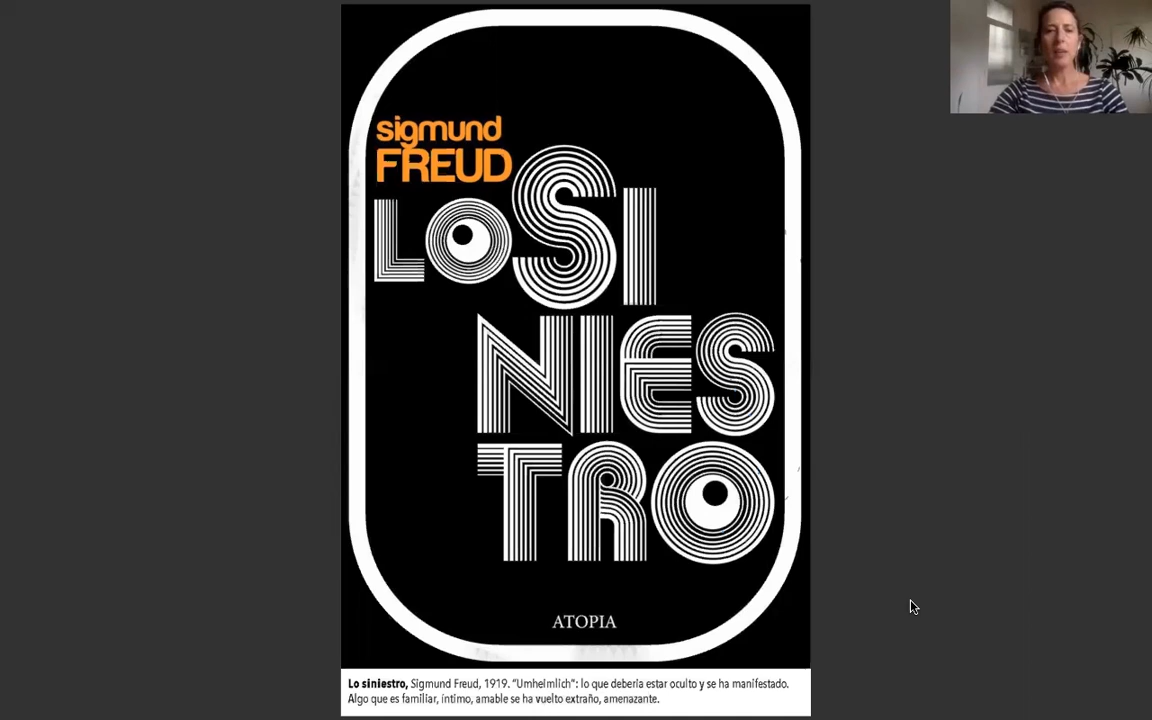 sigmund
FREUD
LO SI
NIES
TRO
ATOPIA
Lo siniestro, Sigmund Freud, 1919. "Umheimlich": lo que debería estar oculto y se ha manifestado.
Algo que es familiar, íntimo, amable se ha vuelto extraño, amenazante.